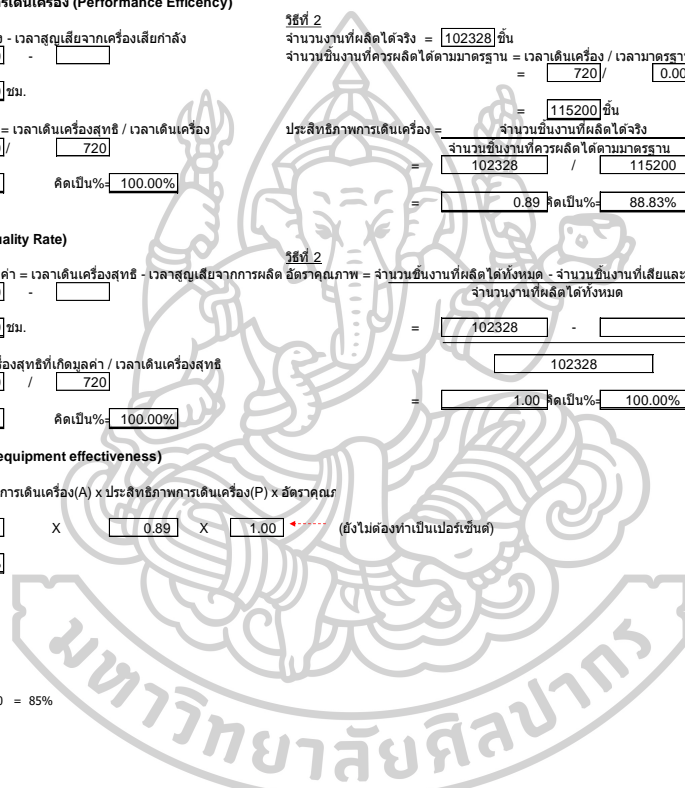 รเดินเครื่อง (Performance Efficency)
วิธีที่ 2
ง - เวลาสูญเสียจากเครื่องเสียกำลัง
จำนวนงานที่ผลิตได้จริง = 102328 ชิ้น
-
จำนวนชิ้นงานที่ควรผลิตได้ตามมาตรฐาน = เวลาเดินเครื่อง / เวลามาตรฐาน
= 720 / 0.00
ชม.
= 115200 ชิ้น
= เวลาเดินเครื่องสุทธิ / เวลาเดินเครื่อง
ประสิทธิภาพการเดินเครื่อง = จำนวนชิ้นงานที่ผลิตได้จริง
/ 720
จำนวนชิ้นงานที่ควรผลิตได้ตามมาตรฐาน
= 102328 / 115200
คิดเป็น%= 100.00%
= 0.89 คิดเป็น%= 88.83%
uality Rate)
วิธีที่ 2
ค่า = เวลาเดินเครื่องสุทธิ - เวลาสูญเสียจากการผลิต
อัตราคุณภาพ = จำนวนชิ้นงานที่ผลิตได้ทั้งหมด - จำนวนชิ้นงานที่เสียและ
-
จำนวนงานที่ผลิตได้ทั้งหมด
ชม.
= 102328 -
รื่องสุทธิที่เกิดมูลค่า / เวลาเดินเครื่องสุทธิ
102328
/ 720
= 1.00 คิดเป็น%= 100.00%
คิดเป็น%= 100.00%
equipment effectiveness)
การเดินเครื่อง(A) x ประสิทธิภาพการเดินเครื่อง(P) x อัตราคุณภ
X 0.89 X 1.00 (ยังไม่ต้องทำเป็นเปอร์เซ็นต์)
0 = 85%
มหาวิทยาลัยศิลปากร